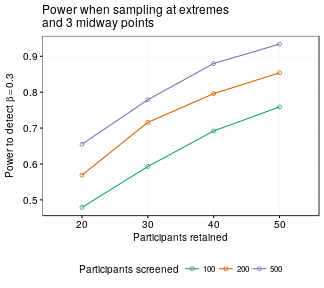 Power when sampling at extremes
and 3 midway points
Power to detect β = 0.3
0.9
0.8
0.7
0.6
0.5
20 30 40 50
Participants retained
Participants screened 100 200 500